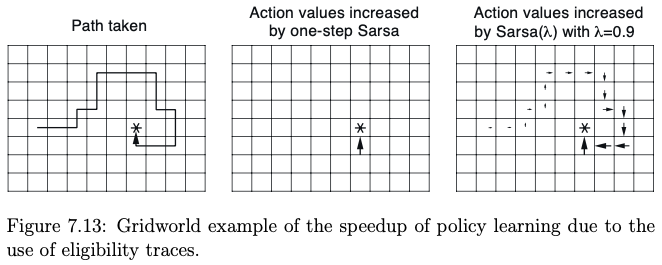 Path taken
Action values increased
by one-step Sarsa
Action values increased
by Sarsa(λ) with λ=0.9
Figure 7.13: Gridworld example of the speedup of policy learning due to the
use of eligibility traces.